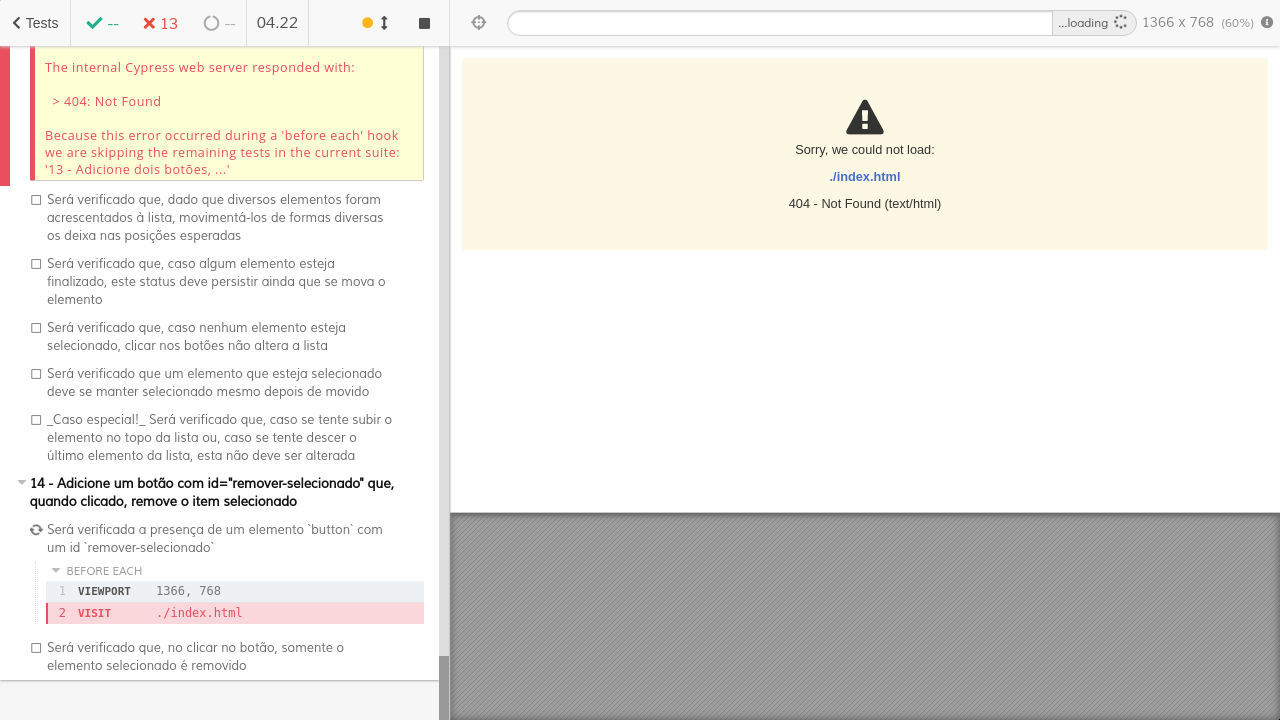 Tests
--
13
--
04.22
...loading
1366 x 768 (60%)
The internal Cypress web server responded with:
> 404: Not Found
Because this error occurred during a 'before each' hook
we are skipping the remaining tests in the current suite:
'13 - Adicione dois botões, ...'
Será verificado que, dado que diversos elementos foram
acrescentados à lista, movimentá-los de formas diversas
os deixa nas posições esperadas
Será verificado que, caso algum elemento esteja
finalizado, este status deve persistir ainda que se mova o
elemento
Será verificado que, caso nenhum elemento esteja
selecionado, clicar nos botões não altera a lista
Será verificado que um elemento que esteja selecionado
deve se manter selecionado mesmo depois de movido
_Caso especial!_ Será verificado que, caso se tente subir o
elemento no topo da lista ou, caso se tente descer o
último elemento da lista, esta não deve ser alterada
14 - Adicione um botão com id="remover-selecionado" que,
quando clicado, remove o item selecionado
Será verificada a presença de um elemento `button` com
um id `remover-selecionado`
BEFORE EACH
1 VIEWPORT 1366, 768
2 VISIT ./index.html
Será verificado que, no clicar no botão, somente o
elemento selecionado é removido
Sorry, we could not load:
./index.html
404 - Not Found (text/html)